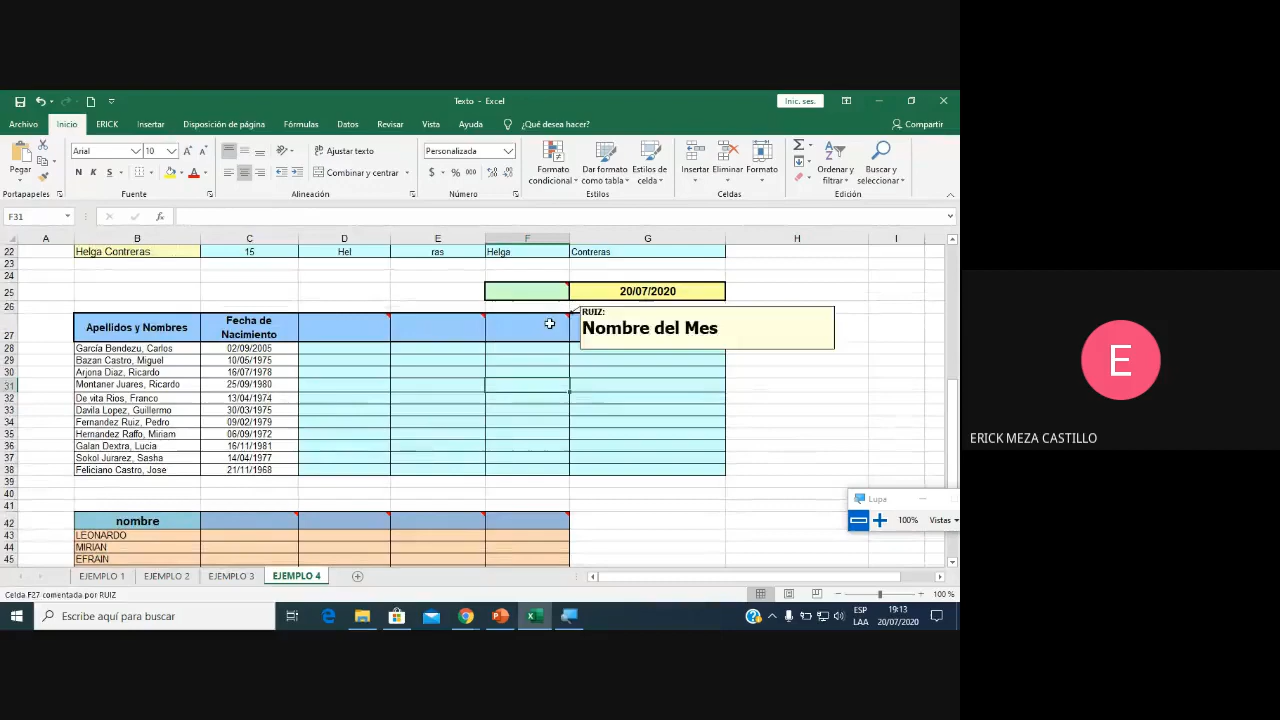 Texto - Excel
Inic. ses.
Archivo Inicio ERICK Insertar Disposición de página Fórmulas Datos Revisar Vista Ayuda ¿Qué desea hacer? Compartir
Pegar
Portapapeles
Arial 10
N K S
Fuente
Ajustar texto
Combinar y centrar
Alineación
Personalizada
$ % 000
Número
Formato condicional
Dar formato como tabla
Estilos de celda
Estilos
Insertar Eliminar Formato
Celdas
Ordenar y filtrar
Buscar y seleccionar
Edición
F31
fx
A B C D E F G H I
22 Helga Contreras 15 Hel ras Helga Contreras
23
24
25 20/07/2020
26
RUIZ:
Nombre del Mes
27 Apellidos y Nombres Fecha de Nacimiento
28 García Bendezu, Carlos 02/09/2005
29 Bazan Castro, Miguel 10/05/1975
30 Arjona Diaz, Ricardo 16/07/1978
31 Montaner Juares, Ricardo 25/09/1980
32 De vita Rios, Franco 13/04/1974
33 Davila Lopez, Guillermo 30/03/1975
34 Fernandez Ruiz, Pedro 09/02/1979
35 Hernandez Raffo, Miriam 06/09/1972
36 Galan Dextra, Lucia 16/11/1981
37 Sokol Jurarez, Sasha 14/04/1977
38 Feliciano Castro, Jose 21/11/1968
39
40
41
42 nombre
43 LEONARDO
44 MIRIAN
45 EFRAIN
Lupa
100% Vistas
EJEMPLO 1 EJEMPLO 2 EJEMPLO 3 EJEMPLO 4
Celda F27 comentada por RUIZ
100 %
Escribe aquí para buscar
ESP
LAA
19:13
20/07/2020
E
ERICK MEZA CASTILLO